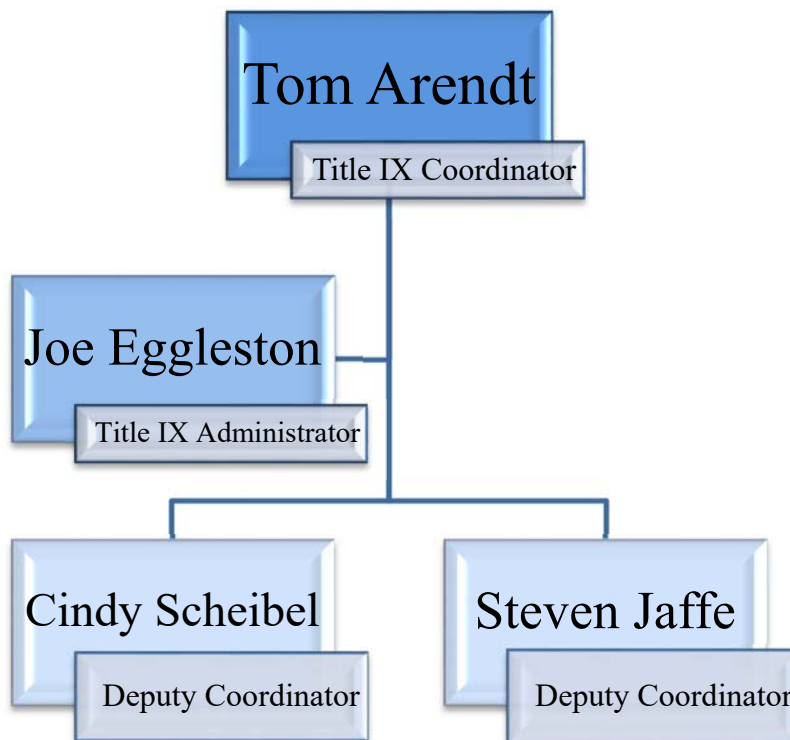 Tom Arendt
Title IX Coordinator
Joe Eggleston
Title IX Administrator
Cindy Scheibel
Deputy Coordinator
Steven Jaffe
Deputy Coordinator